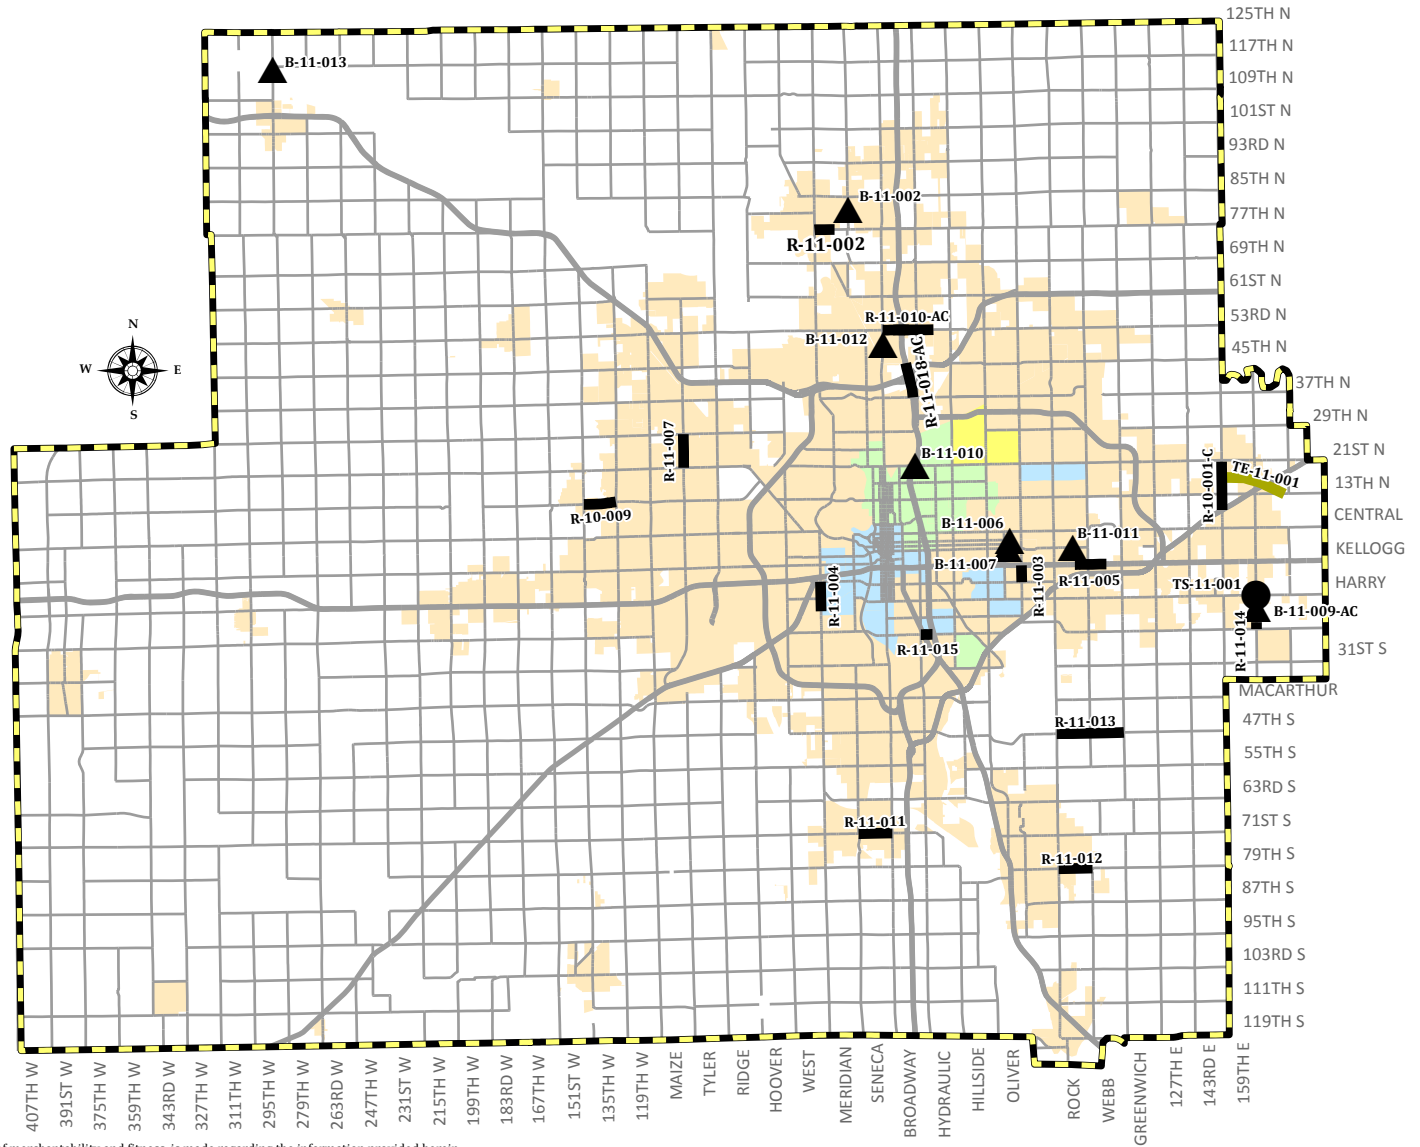 125TH N
117TH N
109TH N
101ST N
93RD N
85TH N
77TH N
69TH N
61ST N
53RD N
45TH N
37TH N
29TH N
21ST N
13TH N
CENTRAL
KELLOGG
HARRY
31ST S
MACARTHUR
47TH S
55TH S
63RD S
71ST S
79TH S
87TH S
95TH S
103RD S
111TH S
119TH S
B-11-013
B-11-002
R-11-002
N
W
E
S
R-11-010-AC
B-11-012
R-11-018-AC
R-11-007
B-11-010
R-10-009
R-10-001-C
TE-11-001
B-11-006
B-11-007
B-11-011
R-11-003
R-11-005
R-11-004
TS-11-001
B-11-009-AC
R-11-014
R-11-015
R-11-013
R-11-011
R-11-012
407TH W
391ST W
375TH W
359TH W
343RD W
327TH W
311TH W
295TH W
279TH W
263RD W
247TH W
231ST W
215TH W
199TH W
183RD W
167TH W
151ST W
135TH W
119TH W
MAIZE
TYLER
RIDGE
HOOVER
WEST
MERIDIAN
SENECA
BROADWAY
HYDRAULIC
HILLSIDE
OLIVER
ROCK
WEBB
GREENWICH
127TH E
143RD E
159TH E